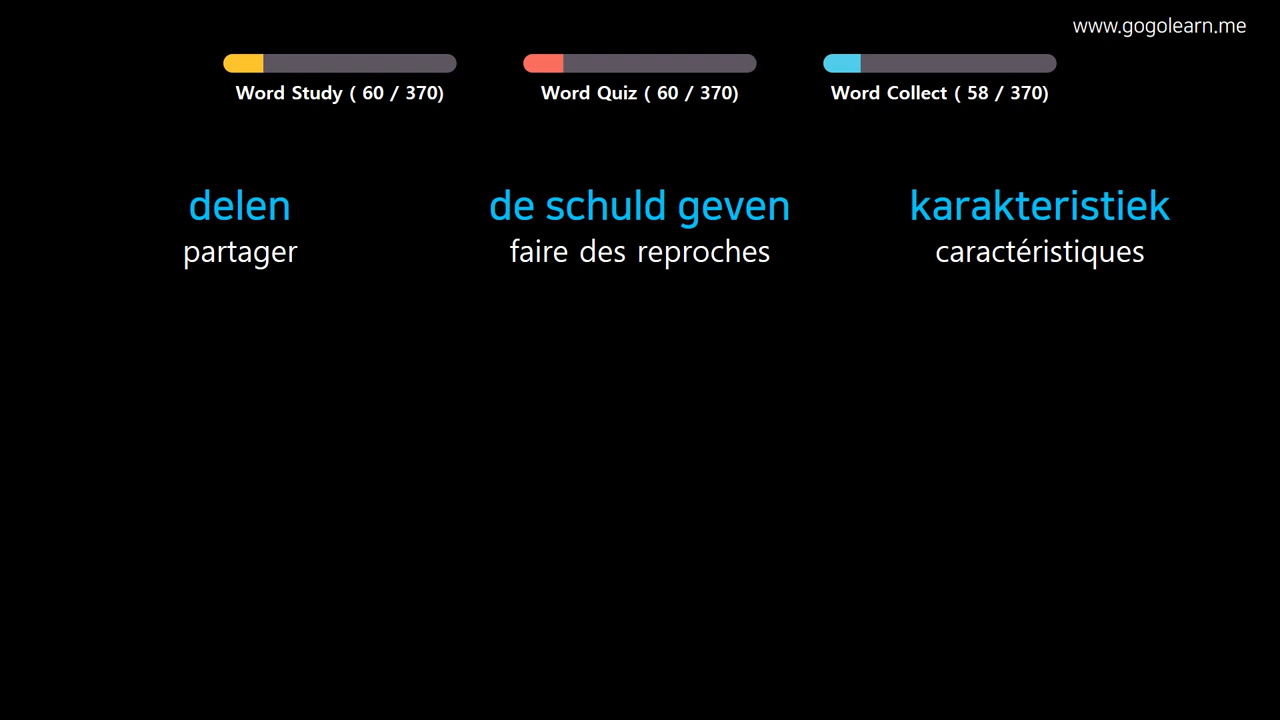 www.gogolearn.me
Word Study ( 60 / 370)
Word Quiz ( 60 / 370)
Word Collect ( 58 / 370)
delen
partager
de schuld geven
faire des reproches
karakteristiek
caractéristiques